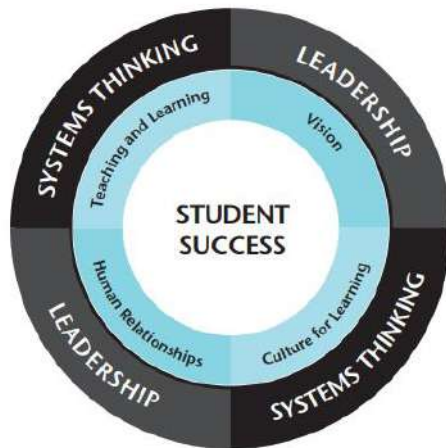 SYSTEMS THINKING
LEADERSHIP
Teaching and Learning
Vision
STUDENT
SUCCESS
Human Relationships
Culture for Learning
LEADERSHIP
SYSTEMS THINKING